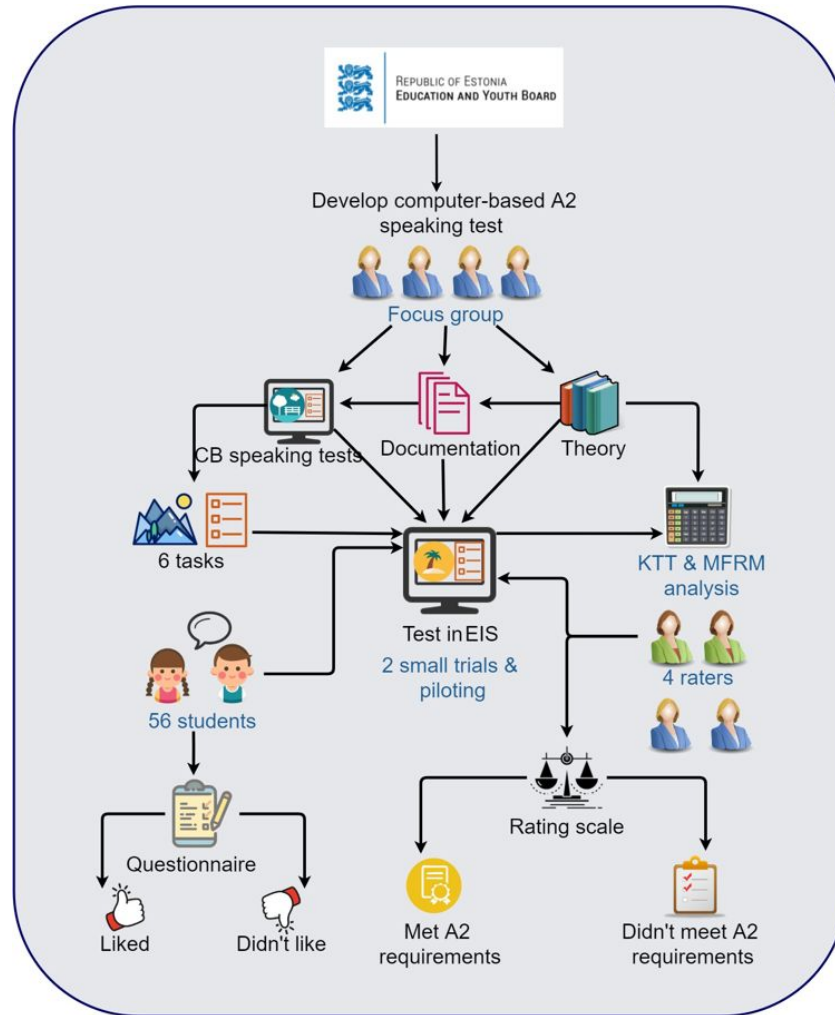 REPUBLIC OF ESTONIA
EDUCATION AND YOUTH BOARD
Develop computer-based A2
speaking test
Focus group
CB speaking tests
Documentation
Theory
6 tasks
KTT & MFRM
analysis
Test in EIS
2 small trials &
piloting
56 students
4 raters
Questionnaire
Rating scale
Liked
Didn't like
Met A2
requirements
Didn't meet A2
requirements